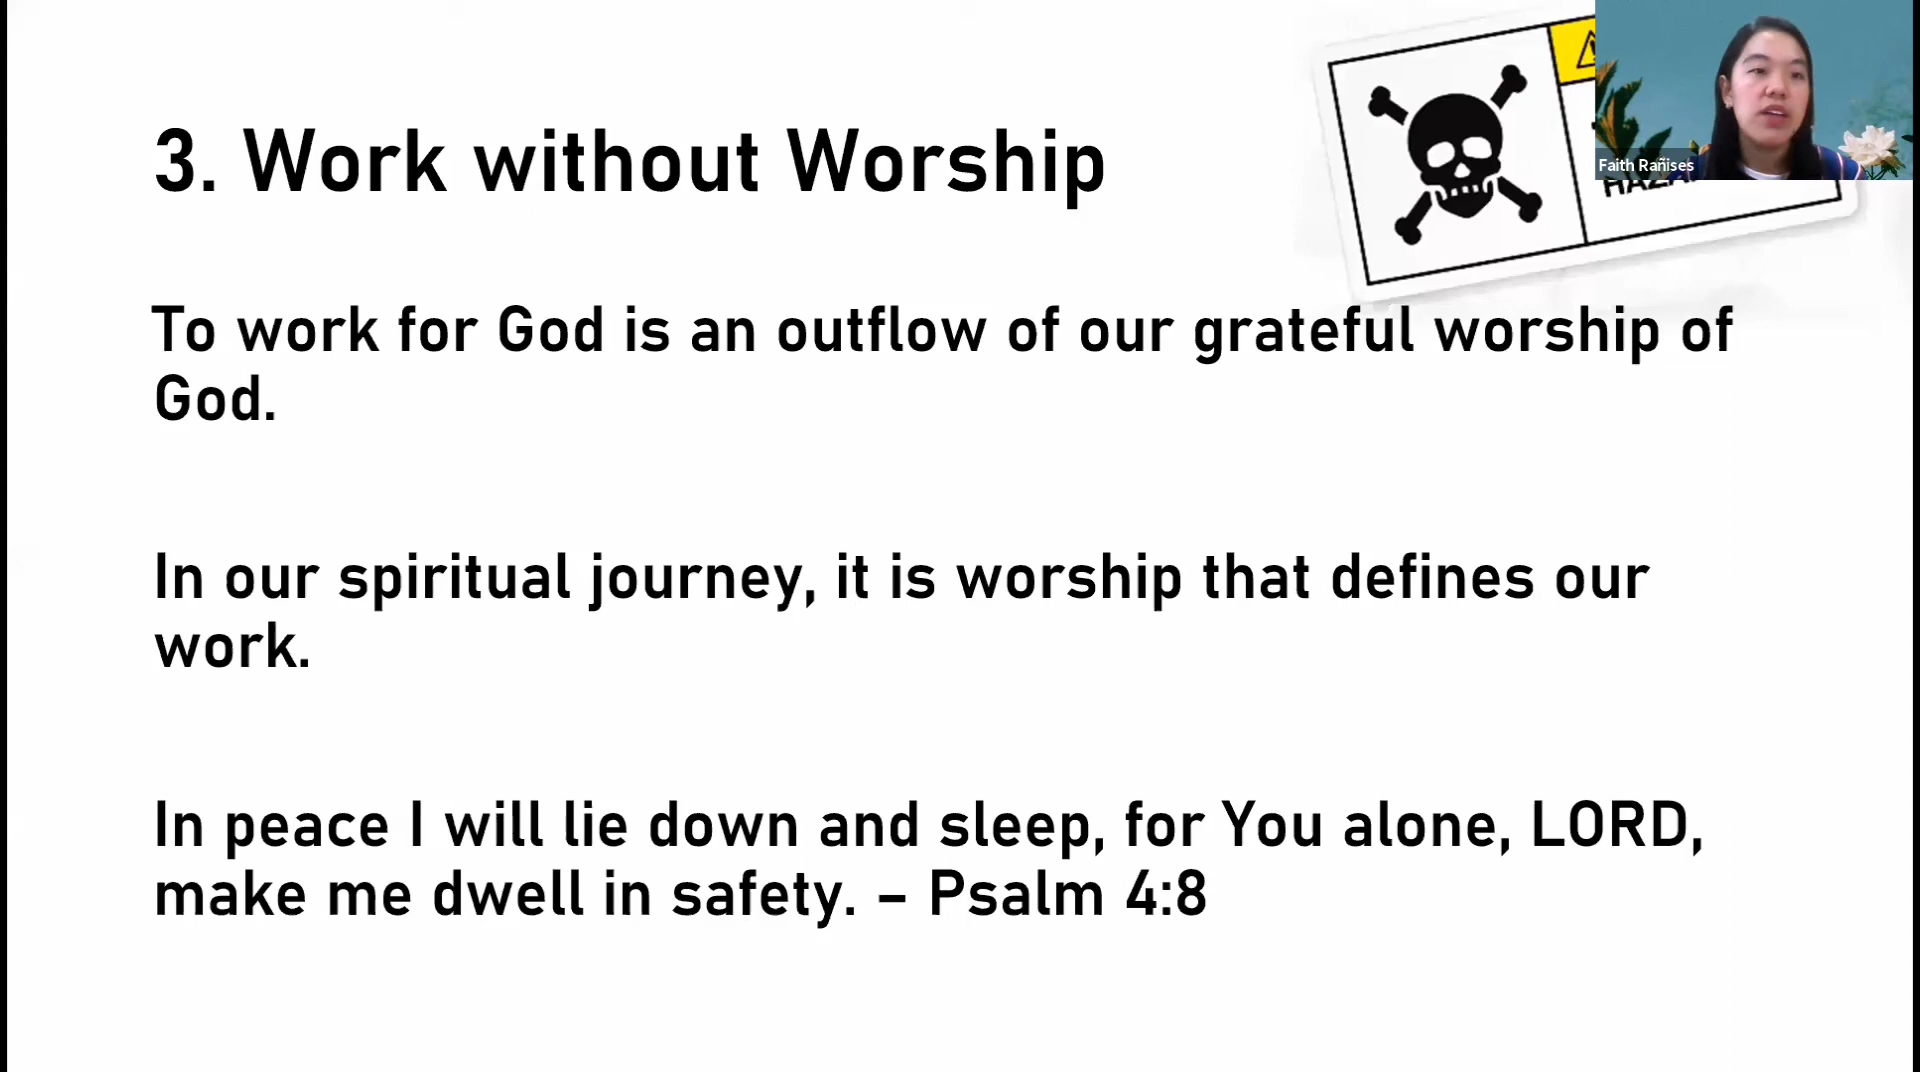 3. Work without Worship
Faith Rañises
To work for God is an outflow of our grateful worship of
God.
In our spiritual journey, it is worship that defines our
work.
In peace I will lie down and sleep, for You alone, LORD,
make me dwell in safety. – Psalm 4:8